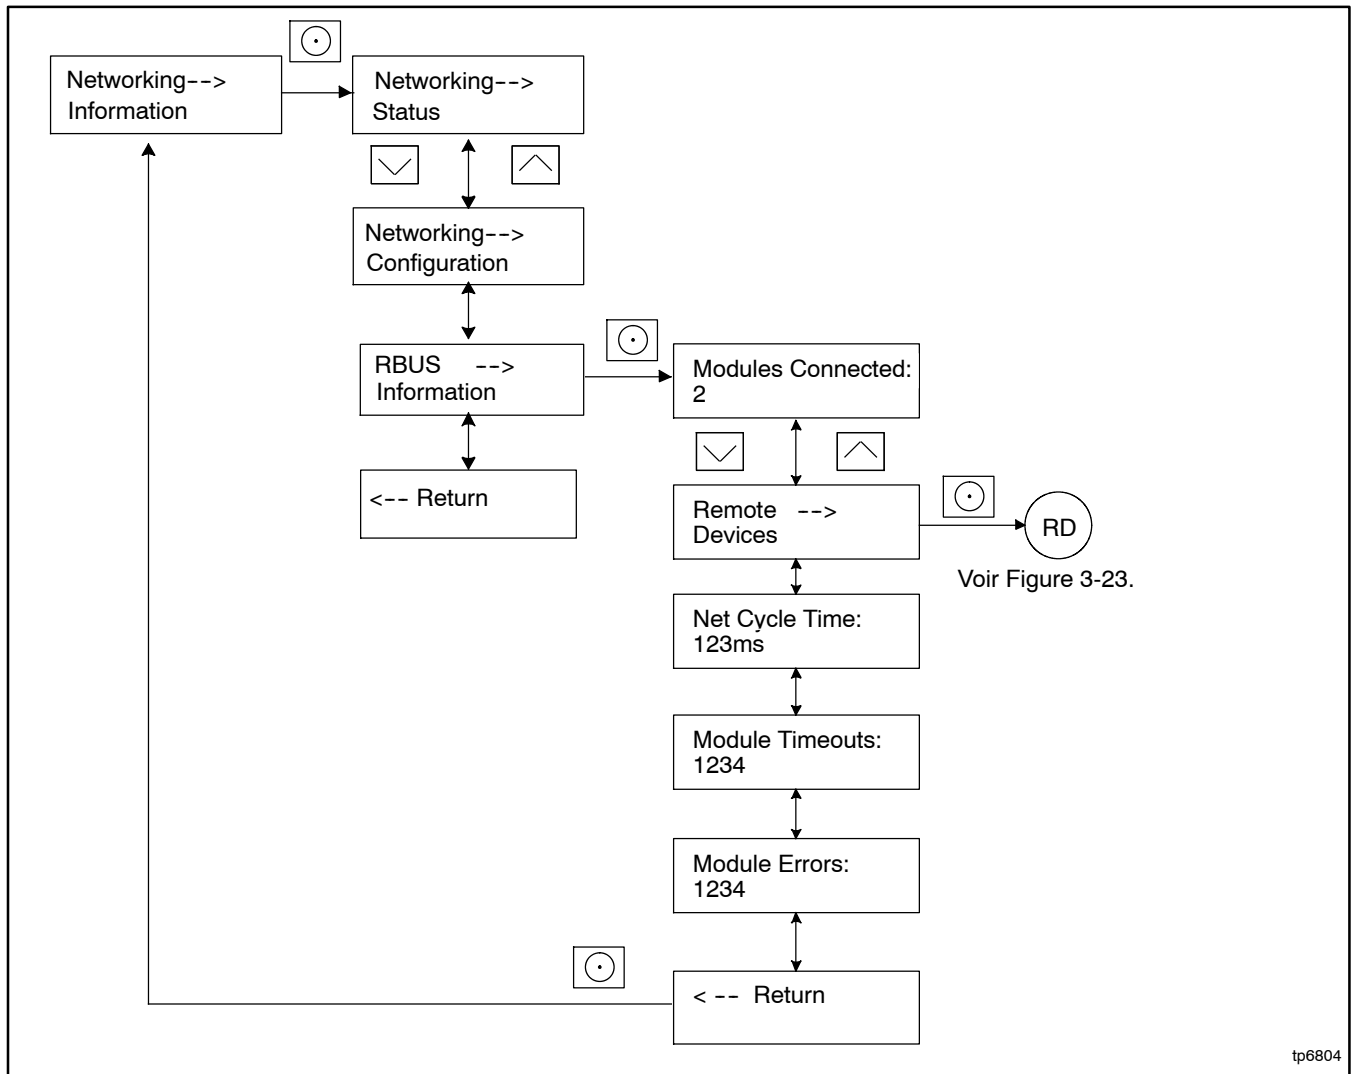 Networking-->
Information
Networking-->
Status
Networking-->
Configuration
RBUS -->
Information
<-- Return
Modules Connected:
2
Remote -->
Devices
RD
Voir Figure 3-23.
Net Cycle Time:
123ms
Module Timeouts:
1234
Module Errors:
1234
< -- Return
tp6804